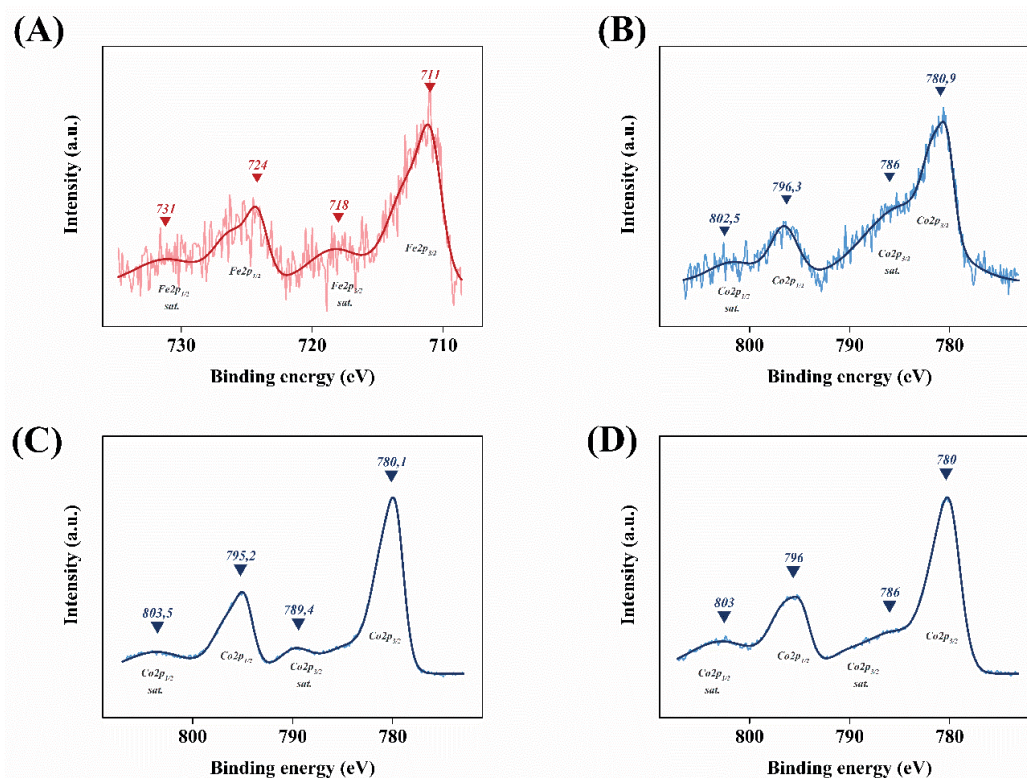 (A)
711
724
731
718
Fe2p3/2
Fe2p1/2
Fe2p1/2
sat.
Fe2p3/2
sat.
Intensity (a.u.)
730
720
710
Binding energy (eV)
(B)
780,9
786
796,3
802,5
Co2p3/2
Co2p3/2
sat.
Co2p1/2
Co2p1/2
sat.
Intensity (a.u.)
800
790
780
Binding energy (eV)
(C)
780,1
795,2
789,4
803,5
Co2p3/2
Co2p1/2
Co2p1/2
sat.
Co2p3/2
sat.
Intensity (a.u.)
800
790
780
Binding energy (eV)
(D)
780
796
786
803
Co2p3/2
Co2p1/2
Co2p3/2
sat.
Co2p1/2
sat.
Intensity (a.u.)
800
790
780
Binding energy (eV)